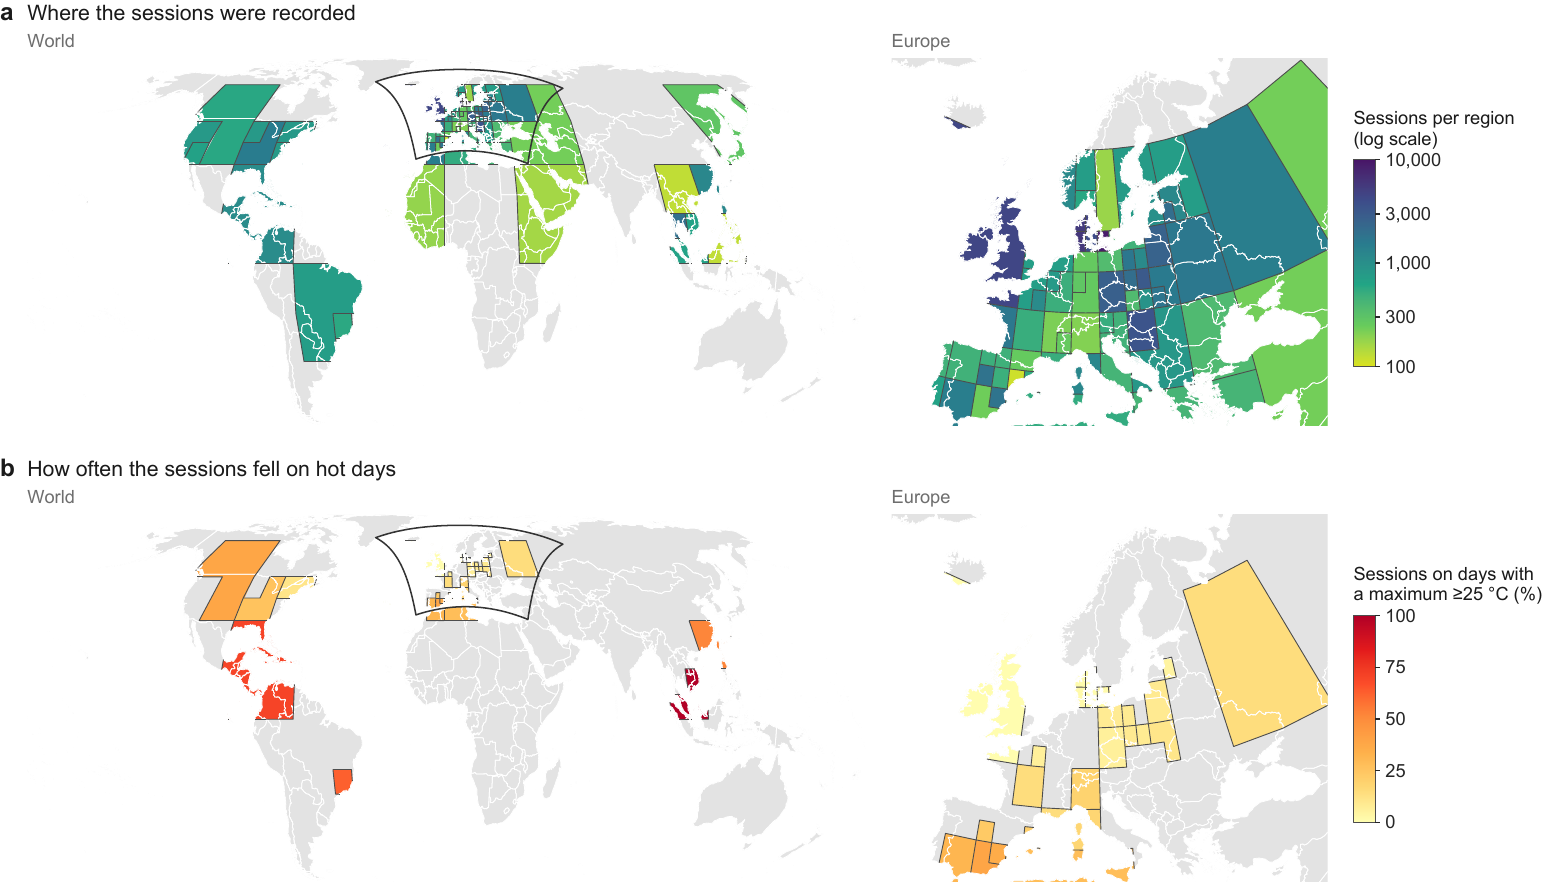 a Where the sessions were recorded
World
Europe
Sessions per region
(log scale)
10,000
3,000
1,000
300
100
b How often the sessions fell on hot days
World
Europe
Sessions on days with
a maximum ≥25 °C (%)
100
75
50
25
0